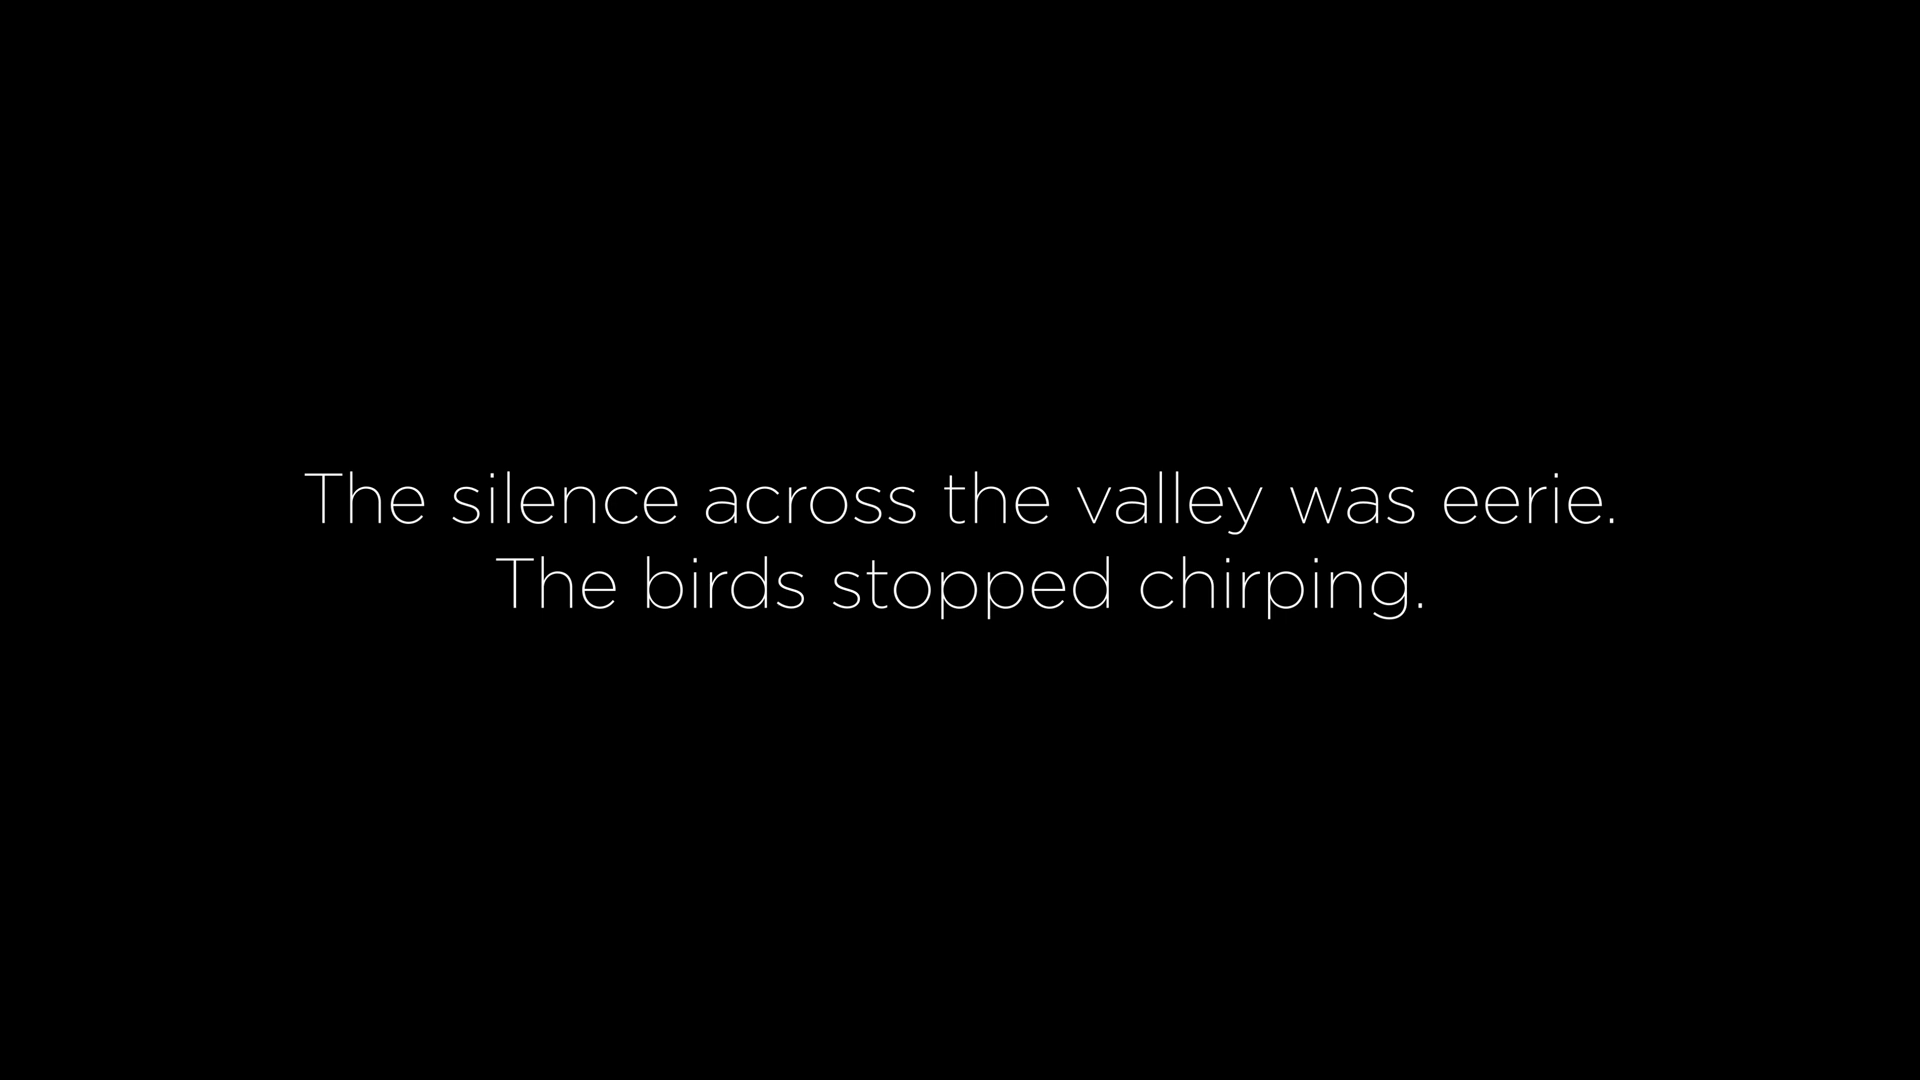 The silence across the valley was eerie.
The birds stopped chirping.